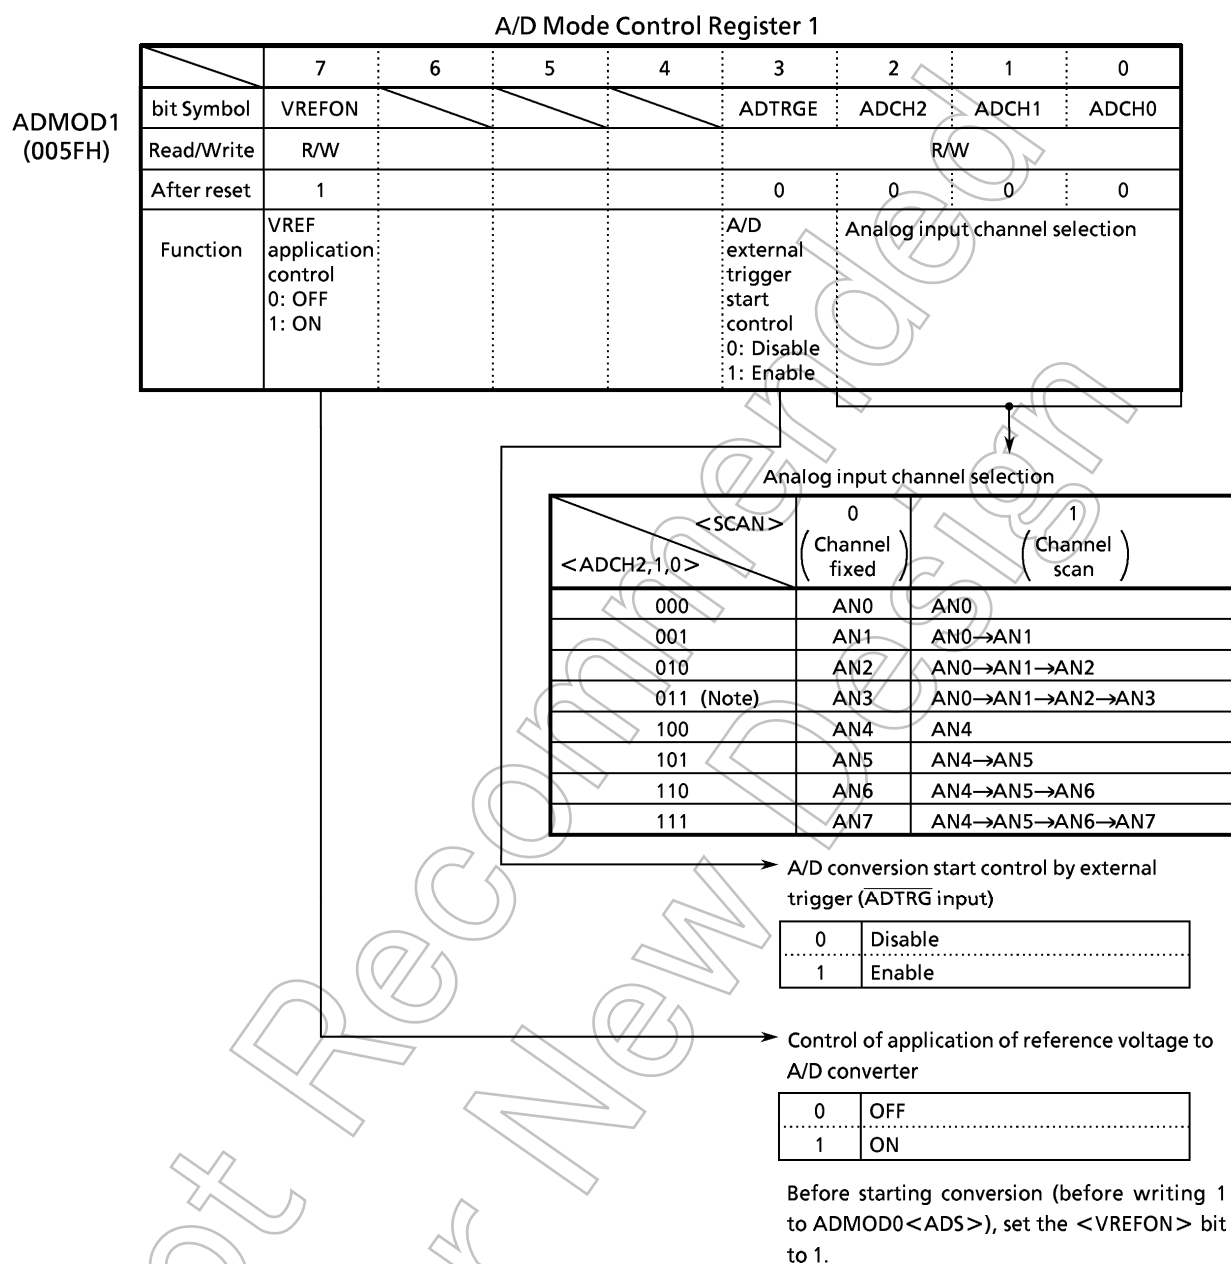 A/D Mode Control Register 1
7 6 5 4 3 2 1 0
ADMOD1
(005FH)
bit Symbol VREFON ADTRGE ADCH2 ADCH1 ADCH0
Read/Write R/W R/W
After reset 1 0 0 0 0
Function
VREF
application
control
0: OFF
1: ON
A/D
external
trigger
start
control
0: Disable
1: Enable
Analog input channel selection
Analog input channel selection
<SCAN>
<ADCH2,1,0>
0
(Channel
fixed)
1
(Channel
scan)
000 AN0 AN0
001 AN1 AN0→AN1
010 AN2 AN0→AN1→AN2
011 (Note) AN3 AN0→AN1→AN2→AN3
100 AN4 AN4
101 AN5 AN4→AN5
110 AN6 AN4→AN5→AN6
111 AN7 AN4→AN5→AN6→AN7
A/D conversion start control by external
trigger (A̅D̅T̅R̅G̅ input)
0 Disable
1 Enable
Control of application of reference voltage to
A/D converter
0 OFF
1 ON
Before starting conversion (before writing 1
to ADMOD0<ADS>), set the <VREFON> bit
to 1.
Recommended
New Design